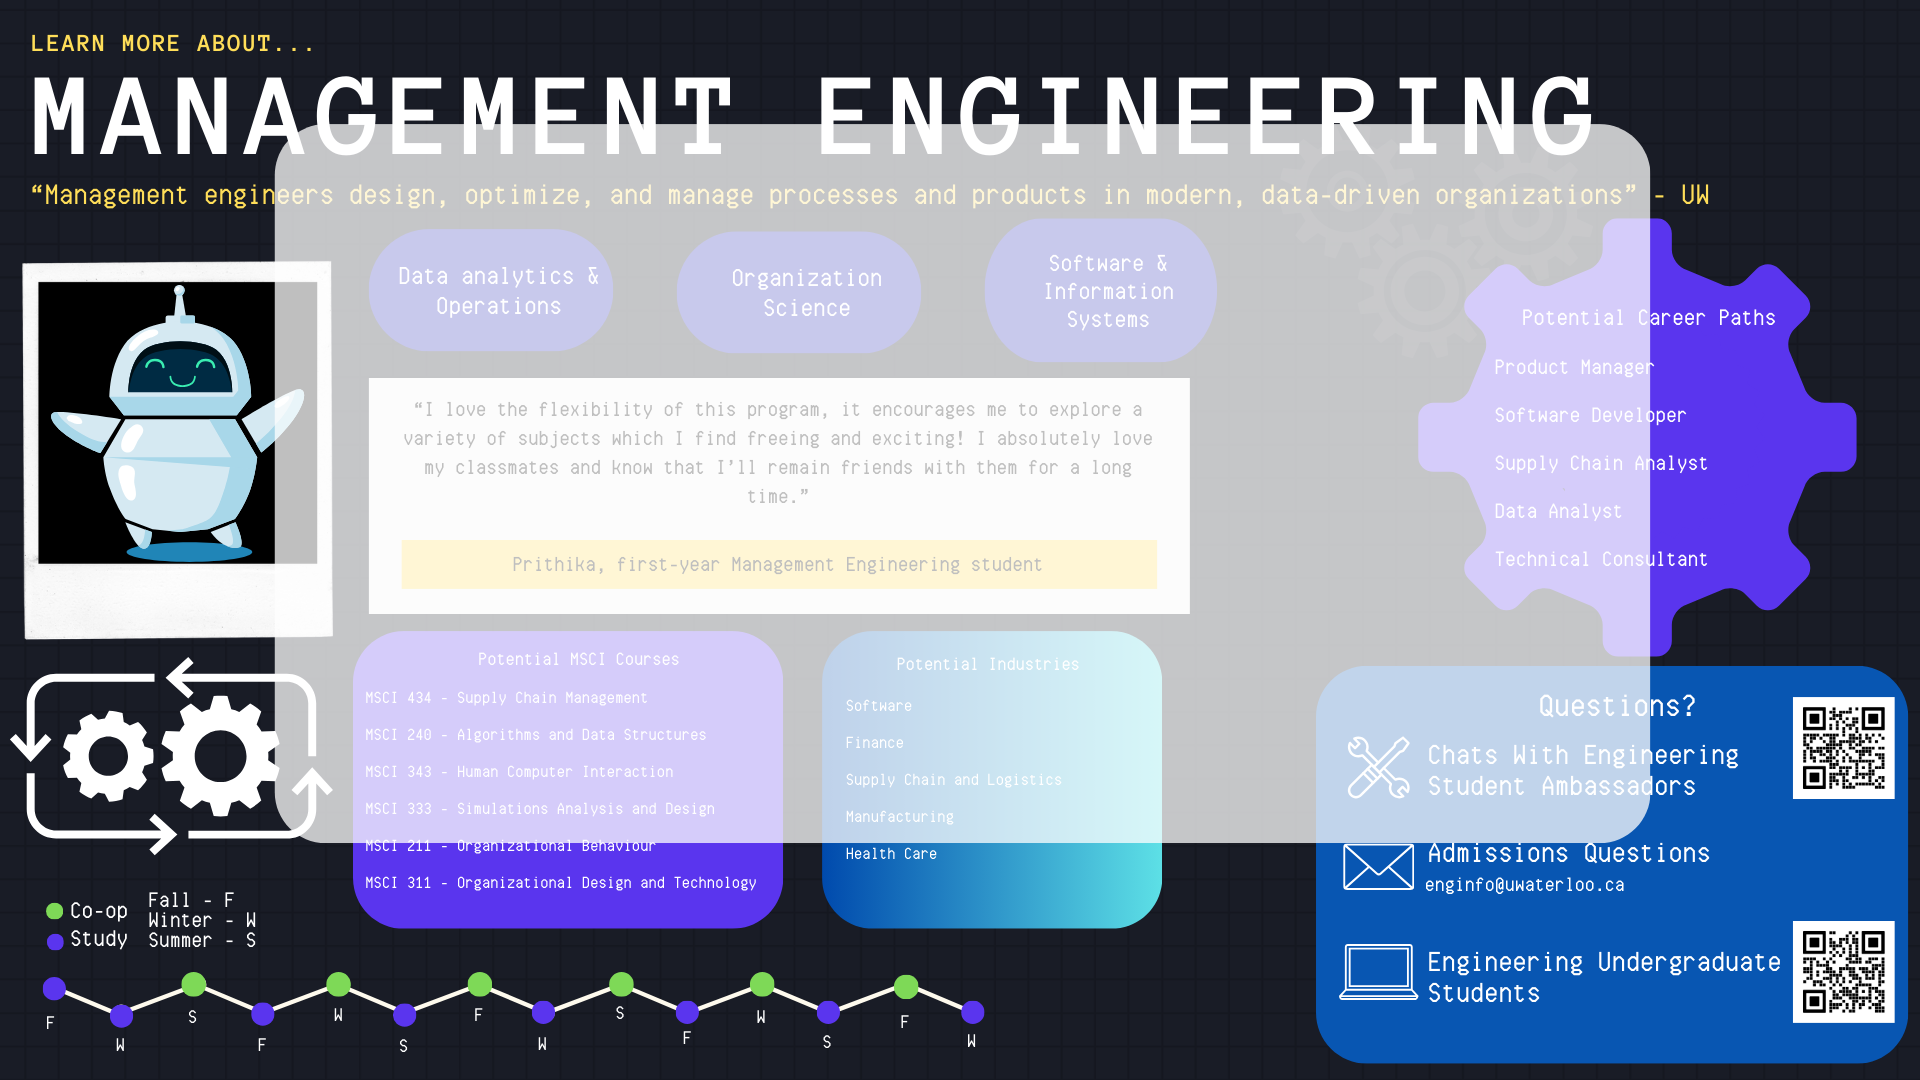 LEARN MORE ABOUT...
MANAGEMENT ENGINEERING
“Management engineers design, optimize, and manage processes and products in modern, data-driven organizations” - UW
Data analytics &
Operations
Organization
Science
Software &
Information
Systems
“I love the flexibility of this program, it encourages me to explore a
variety of subjects which I find freeing and exciting! I absolutely love
my classmates and know that I’ll remain friends with them for a long
time.”
Prithika, first-year Management Engineering student
Potential Career Paths
Product Manager
Software Developer
Supply Chain Analyst
Data Analyst
Technical Consultant
Potential MSCI Courses
MSCI 434 - Supply Chain Management
MSCI 240 - Algorithms and Data Structures
MSCI 343 - Human Computer Interaction
MSCI 333 - Simulations Analysis and Design
MSCI 211 - Organizational Behaviour
MSCI 311 - Organizational Design and Technology
Potential Industries
Software
Finance
Supply Chain and Logistics
Manufacturing
Health Care
Questions?
Chats With Engineering
Student Ambassadors
Admissions Questions
enginfo@uwaterloo.ca
Engineering Undergraduate
Students
Co-op
Study
Fall - F
Winter - W
Summer - S
F W S F W S F W S F W S F W